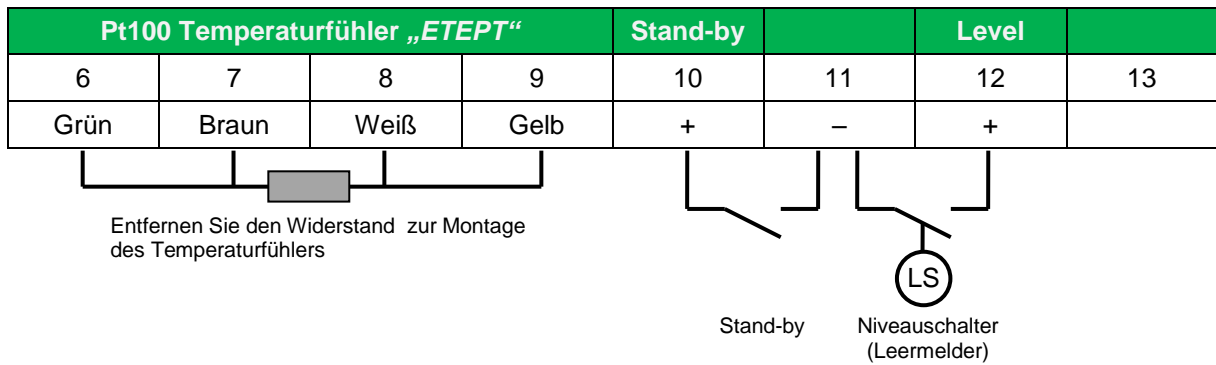 Pt100 Temperaturfühler „ETEPT“ Stand-by Level
6 7 8 9 10 11 12 13
Grün Braun Weiß Gelb + – +
Entfernen Sie den Widerstand zur Montage
des Temperaturfühlers
LS
Stand-by Niveauschalter
(Leermelder)